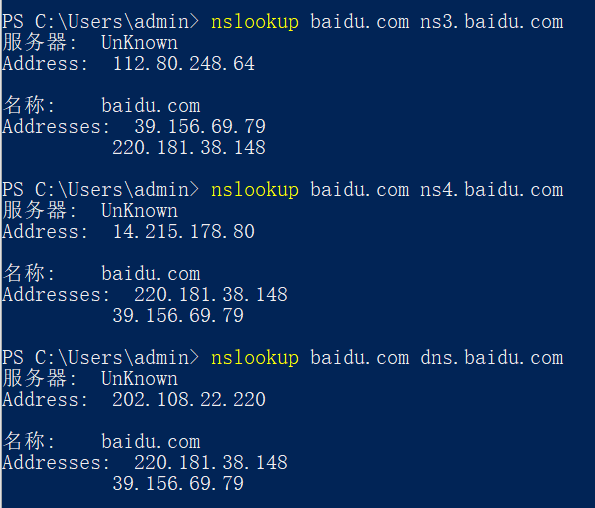 PS C:\Users\admin> nslookup baidu.com ns3.baidu.com
服务器:  UnKnown
Address:  112.80.248.64
名称:    baidu.com
Addresses:  39.156.69.79
220.181.38.148
PS C:\Users\admin> nslookup baidu.com ns4.baidu.com
服务器:  UnKnown
Address:  14.215.178.80
名称:    baidu.com
Addresses:  220.181.38.148
39.156.69.79
PS C:\Users\admin> nslookup baidu.com dns.baidu.com
服务器:  UnKnown
Address:  202.108.22.220
名称:    baidu.com
Addresses:  220.181.38.148
39.156.69.79